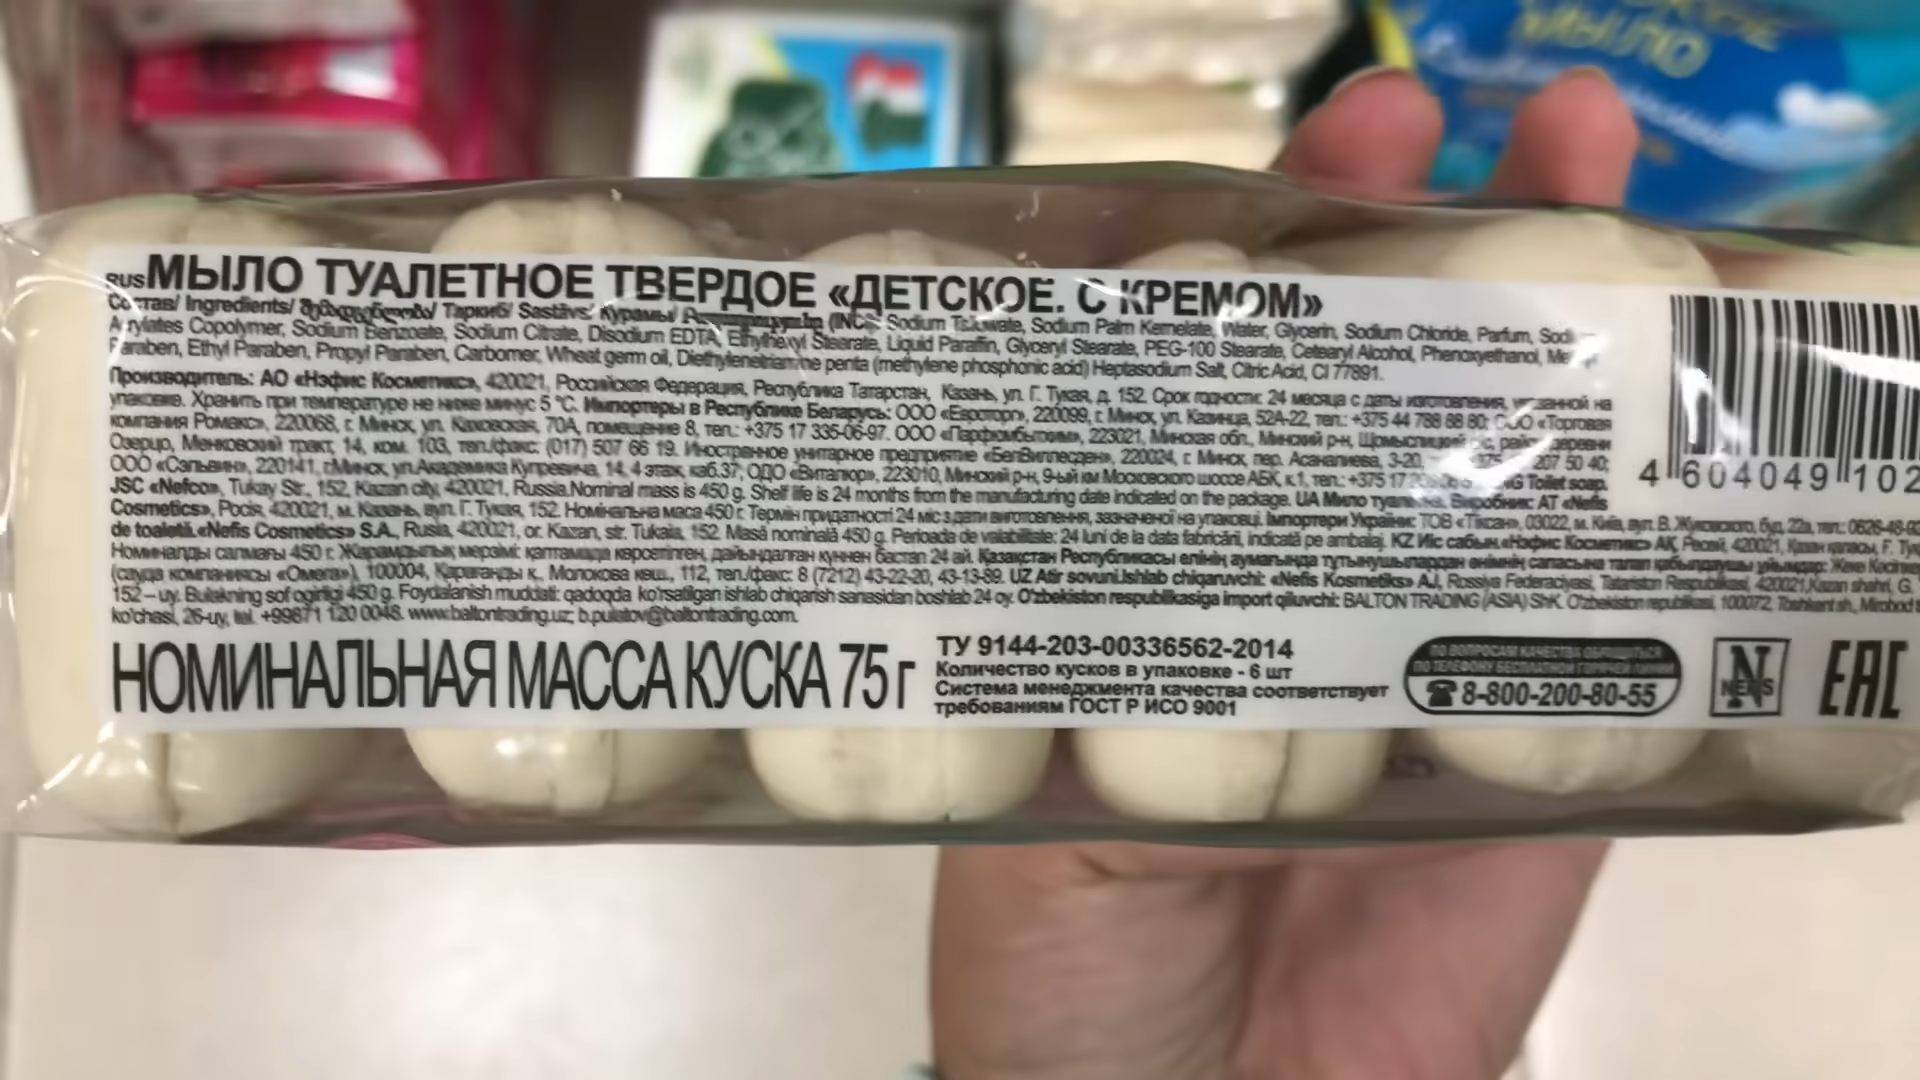 МЫЛО
RUS МЫЛО ТУАЛЕТНОЕ ТВЕРДОЕ «ДЕТСКОЕ. С КРЕМОМ»
Состав/ Ingredients/ Таркиб/ Sastāvs/ Курамы/ (INCI): Sodium Tallowate, Sodium Palm Kernelate, Water, Glycerin, Sodium Chloride, Parfum,
Acrylates Copolymer, Sodium Benzoate, Sodium Citrate, Disodium EDTA, Ethylhexyl Stearate, Liquid Paraffin, Glyceryl Stearate, PEG-100 Stearate, Cetearyl Alcohol, Phenoxyethanol,
Paraben, Ethyl Paraben, Propyl Paraben, Carbomer, Wheat germ oil, Diethylenetriamine penta (methylene phosphonic acid) Heptasodium Salt, Citric Acid, CI 77891.
Производитель: АО «Нэфис Косметикс», 420021, Российская Федерация, Республика Татарстан, Казань, ул. Г. Тукая, д. 152. Срок годности: 24 месяца с даты изготовления, указанной на
упаковке. Хранить при температуре не ниже минус 5 °С. Импортеры в Республике Беларусь: ООО «Евроторг», 220099, г. Минск, ул. Казинца, 52А-22, тел.: +375 44 788 88 80; ООО «Торговая
компания Ромакс», 220068, г. Минск, ул. Каховская, 70А, помещение 8, тел.: +375 17 335-06-97. ООО «Парфюмбытхим», 223021, Минская обл., Минский р-н, Щомыслицкий с/с, район деревни
Озерцо, Менковский тракт, 14, ком. 103, тел./факс: (017) 507 66 19. Иностранное унитарное предприятие «БелВиллесден», 220024, г. Минск, пер. Асаналиева, 3-20, 207 50 40;
ООО «Сэльвин», 220141, г.Минск, ул.Академика Купревича, 14, 4 этаж, каб.37; ОДО «Виталюр», 223010, Минский р-н, 9-ый км Московского шоссе АБК, к.1, тел.: +375 17 Toilet soap.
JSC «Nefco», Tukay Str., 152, Kazan city, 420021, Russia.Nominal mass is 450 g. Shelf life is 24 months from the manufacturing date indicated on the package. UA Мило туалетне. Виробник: АТ «Nefis
Cosmetics», Росія, 420021, м. Казань, вул. Г. Тукая, 152. Номінальна маса 450 г. Термін придатності 24 міс з дати виготовлення, зазначеної на упаковці. Імпортери України: ТОВ «Тіксан», 03022, м. Київ, вул. В. Жуковского, буд. 22а, тел.:
de toaletă.«Nefis Cosmetics» S.A., Rusia, 420021, or. Kazan, str. Tukaia, 152. Masă nominală 450 g. Perioada de valabilitate: 24 luni de la data fabricării, indicată pe ambalaj. KZ Иіс сабын.«Нэфис Косметикс» АҚ, Ресей, 420021, Қазан қаласы, Ғ.
Номиналды салмағы 450 г. Жарамдылық мерзімі: қаптамада көрсетілген, дайындалған күннен бастап 24 ай. Қазақстан Республикасы елінің аумағында тұтынушылардан өнімнің сапасына талап қабылдаушы ұйымдар:
(сауда компаниясы «Омега»), 100004, Қарағанды қ., Молокова көш., 112, тел./факс: 8 (7212) 43-22-20, 43-13-89. UZ Atir sovuni.Ishlab chiqaruvchi: «Nefis Kosmetiks» AJ, Rossiya Federaciyasi, Tatariston Respublikasi, 420021,Kazan shahri, G.
152 – uy. Bulakning sof ogirligi 450 g. Foydalanish muddati: qadoqda ko'rsatilgan ishlab chiqarish sanasidan boshlab 24 oy. O'zbekiston respublikasiga import qiluvchi: BALTON TRADING (ASIA) ShK. O'zbekiston republikasi, 100072, Toshkent sh., Mirobod
ko'chasi, 26-uy, tel. +99871 120 0048. www.baltontrading.uz; b.pulatov@baltontrading.com.
4 604049 102
НОМИНАЛЬНАЯ МАССА КУСКА 75 г
ТУ 9144-203-00336562-2014
Количество кусков в упаковке - 6 шт
Система менеджмента качества соответствует
требованиям ГОСТ Р ИСО 9001
ПО ВОПРОСАМ КАЧЕСТВА ОБРАЩАТЬСЯ
ПО ТЕЛЕФОНУ БЕСПЛАТНОЙ ГОРЯЧЕЙ ЛИНИИ
8-800-200-80-55
N
NEFIS
EAC